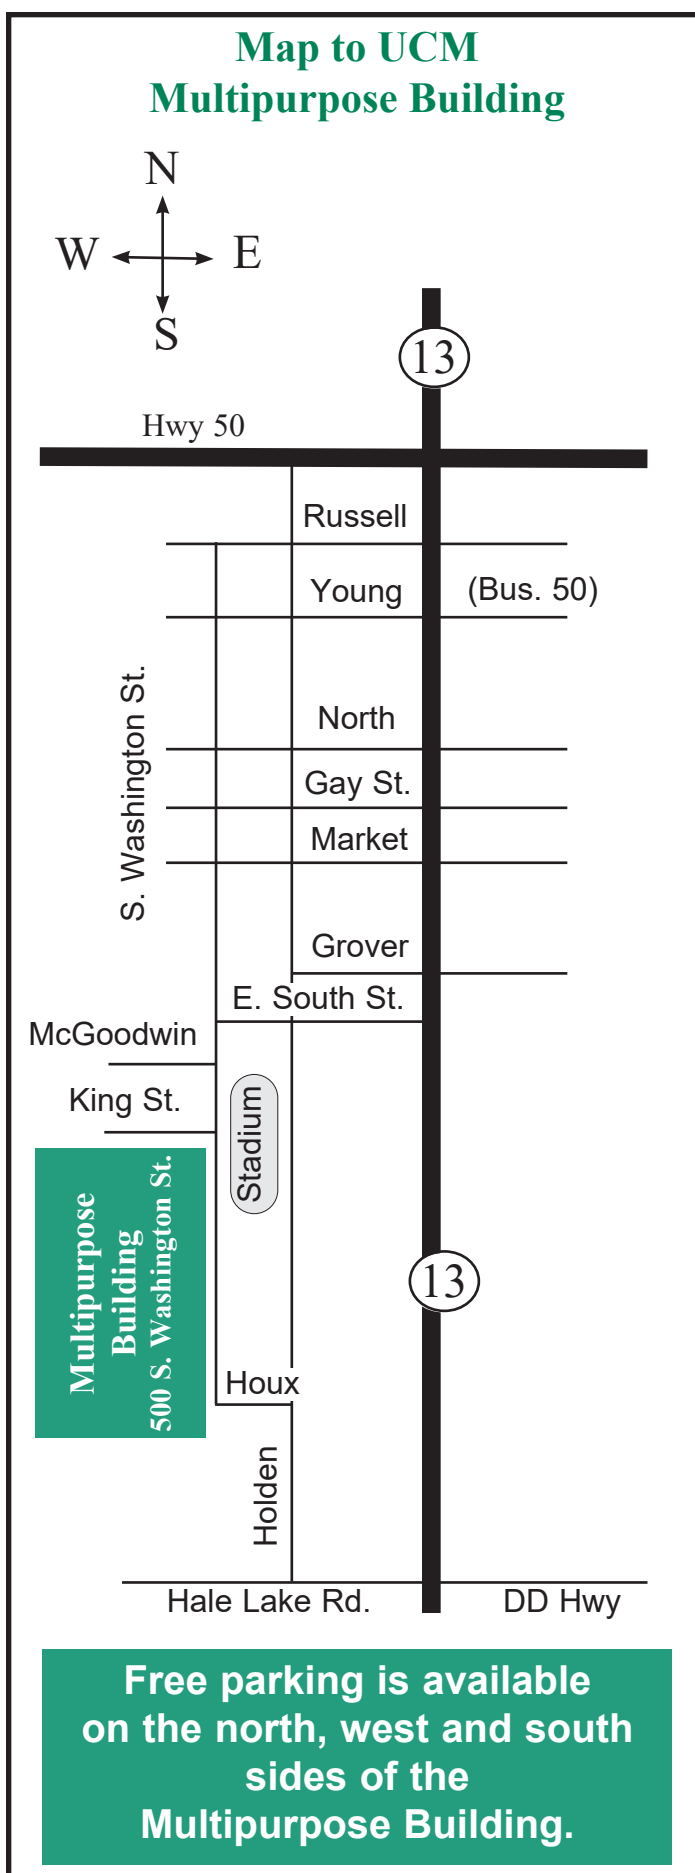 Map to UCM
Multipurpose Building
N
W
E
S
13
Hwy 50
Russell
Young
(Bus. 50)
S. Washington St.
North
Gay St.
Market
Grover
E. South St.
McGoodwin
King St.
Stadium
Multipurpose
Building
500 S. Washington St.
13
Houx
Holden
Hale Lake Rd.
DD Hwy
Free parking is available
on the north, west and south
sides of the
Multipurpose Building.